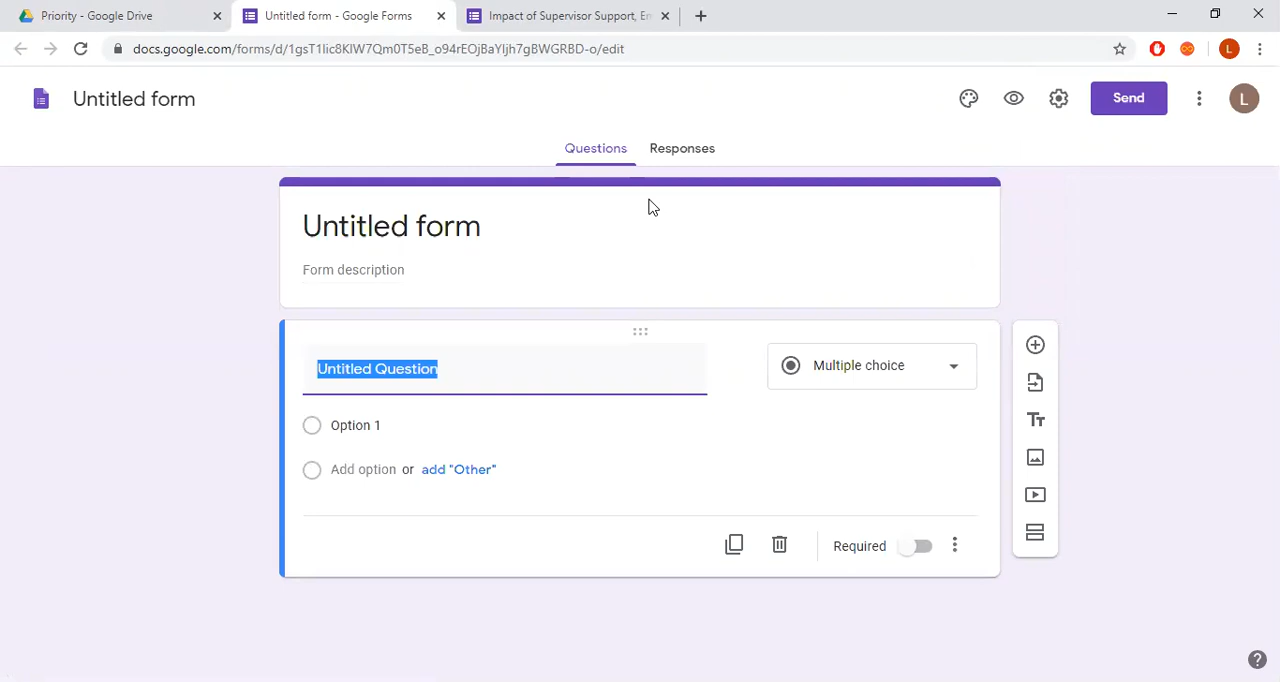 Priority - Google Drive
Untitled form - Google Forms
Impact of Supervisor Support, Em
docs.google.com/forms/d/1gsT1lic8KlW7Qm0T5eB_o94rEOjBaYljh7gBWGRBD-o/edit
L
Untitled form
Send
L
Questions
Responses
Untitled form
Form description
Untitled Question
Multiple choice
Option 1
Add option or add "Other"
Required